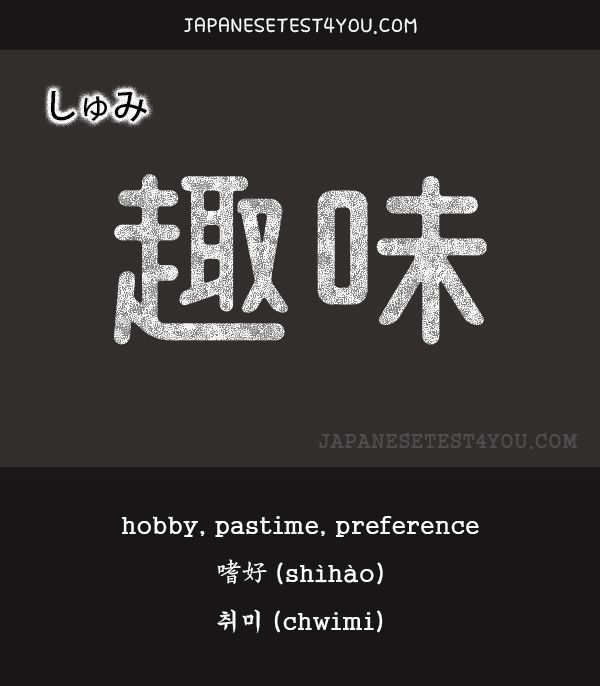 JAPANESETEST4YOU.COM
しゅみ
趣味
JAPANESETEST4YOU.COM
hobby, pastime, preference
嗜好 (shìhào)
취미 (chwimi)